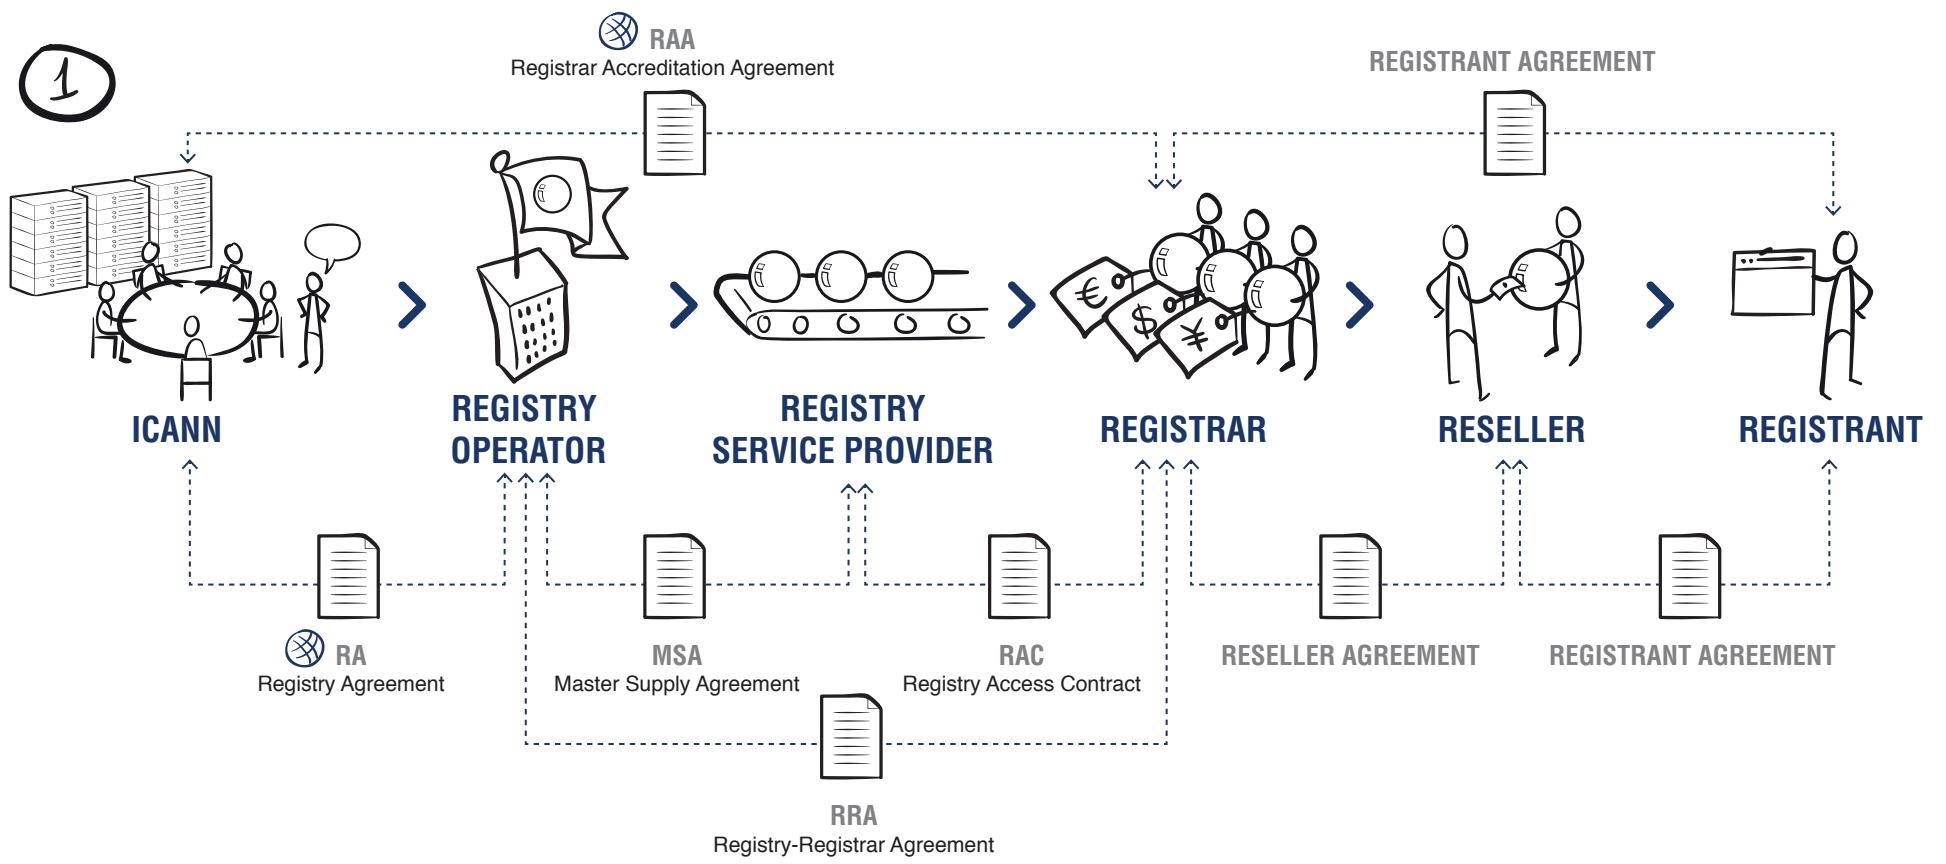 1
RAA
Registrar Accreditation Agreement
REGISTRANT AGREEMENT
€
$
¥
ICANN
REGISTRY
OPERATOR
REGISTRY
SERVICE PROVIDER
REGISTRAR
RESELLER
REGISTRANT
RA
Registry Agreement
MSA
Master Supply Agreement
RAC
Registry Access Contract
RESELLER AGREEMENT
REGISTRANT AGREEMENT
RRA
Registry-Registrar Agreement